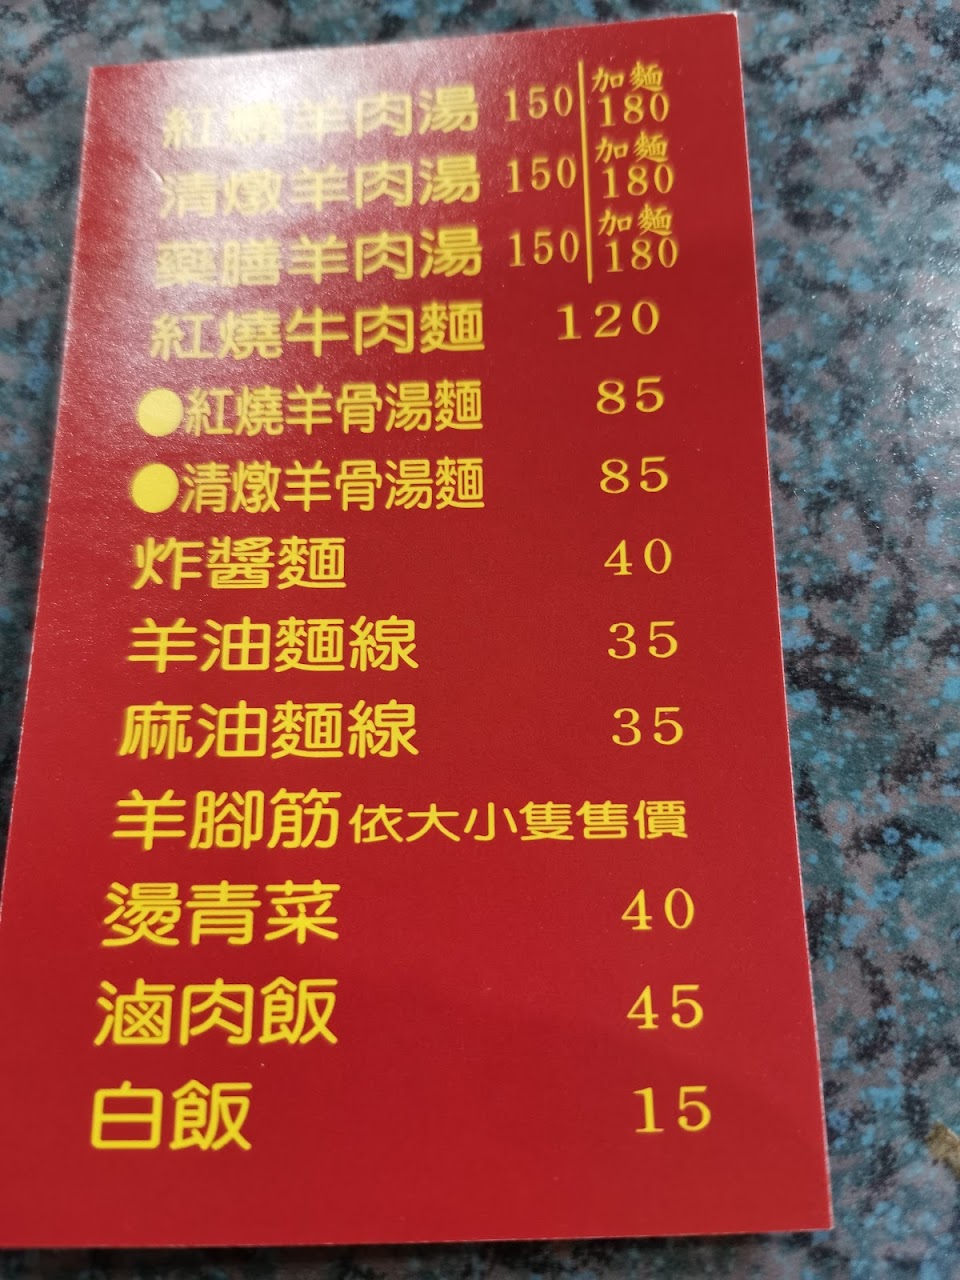 紅燒羊肉湯 150 加麵 180
清燉羊肉湯 150 加麵 180
藥膳羊肉湯 150 加麵 180
紅燒牛肉麵 120
●紅燒羊骨湯麵 85
●清燉羊骨湯麵 85
炸醬麵 40
羊油麵線 35
麻油麵線 35
羊腳筋 依大小隻售價
燙青菜 40
滷肉飯 45
白飯 15